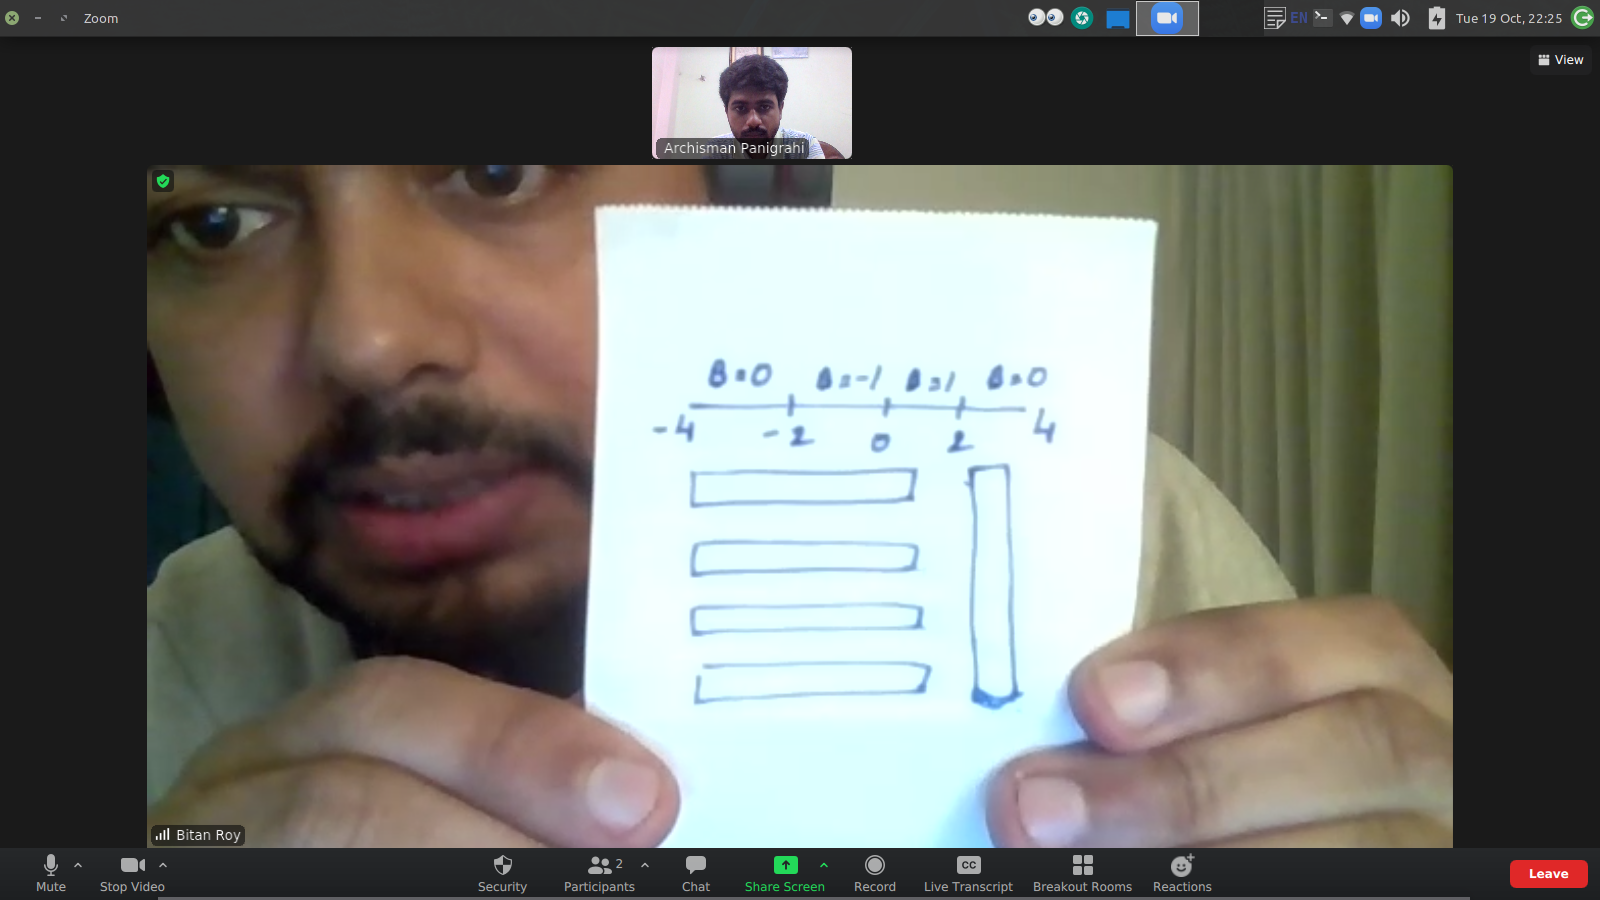 Zoom
EN
Tue 19 Oct, 22:25
View
Archisman Panigrahi
B=0 B=-1 B=1 B=0
-4 -2 0 2 4
Bitan Roy
Mute
Stop Video
Security
Participants
2
Chat
Share Screen
Record
CC
Live Transcript
Breakout Rooms
Reactions
Leave